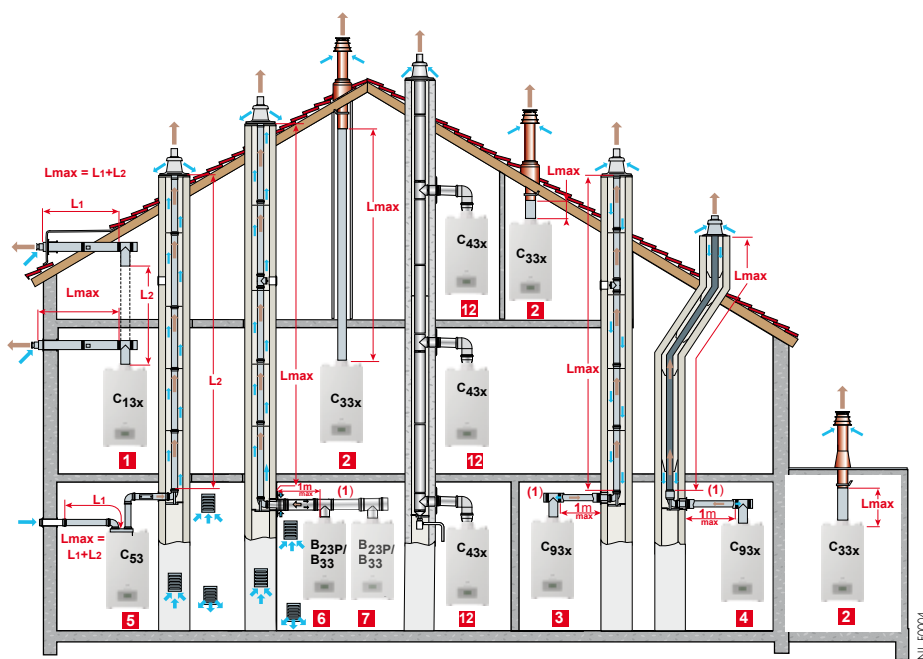 Lmax = L1+L2
L1
Lmax
L2
C13x
1
L2
Lmax
Lmax
C33x
2
C43x
12
C43x
12
C43x
12
Lmax
C33x
2
Lmax
Lmax
L1
Lmax =
L1+L2
C53
5
1m
max
(1)
B23P/
B33
6
B23P/
B33
7
(1)
1m
max
C93x
3
(1)
1m
max
C93x
4
Lmax
C33x
2